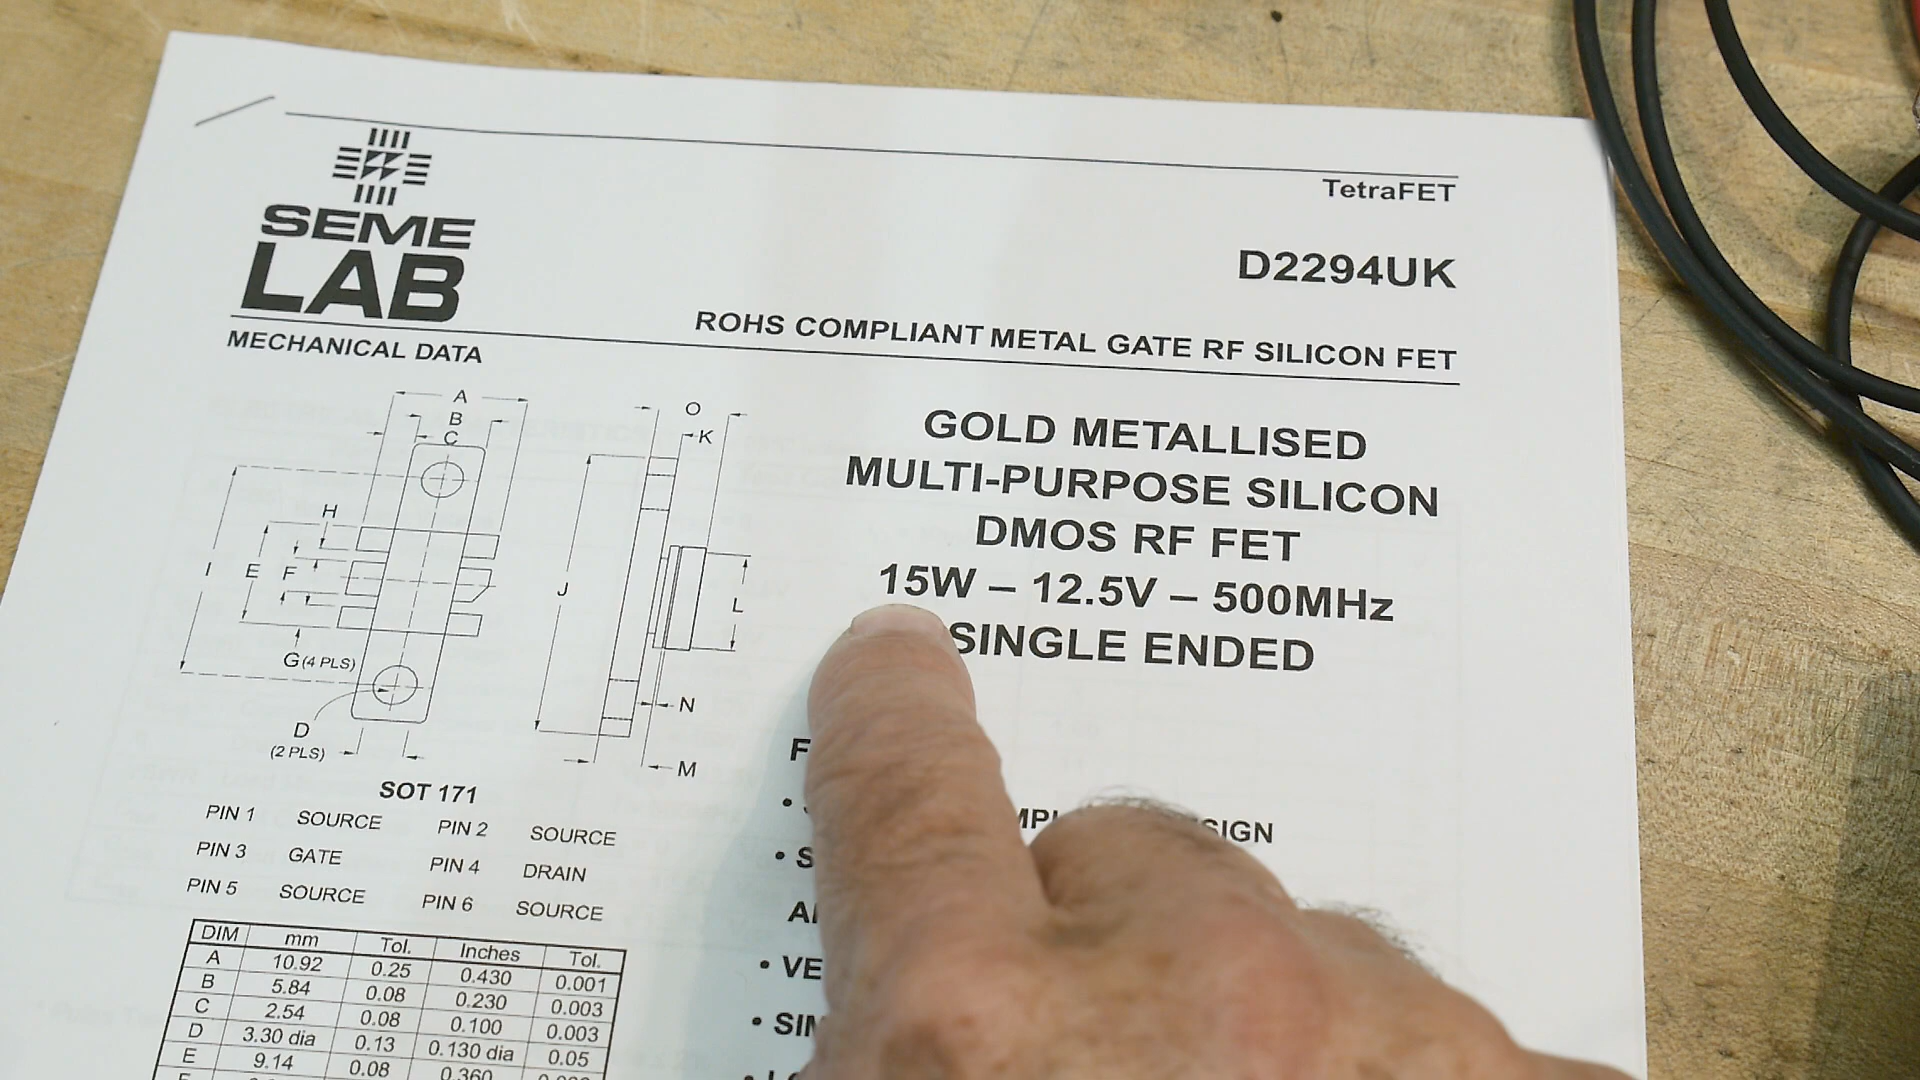 SEME
LAB
TetraFET
D2294UK
ROHS COMPLIANT METAL GATE RF SILICON FET
MECHANICAL DATA
GOLD METALLISED
MULTI-PURPOSE SILICON
DMOS RF FET
15W – 12.5V – 500MHz
SINGLE ENDED
A
B
C
H
I E F
G (4 PLS)
D
(2 PLS)
O
K
J
L
N
M
SOT 171
PIN 1 SOURCE PIN 2 SOURCE
PIN 3 GATE PIN 4 DRAIN
PIN 5 SOURCE PIN 6 SOURCE
DIM mm Tol. Inches Tol.
A 10.92 0.25 0.430 0.001
B 5.84 0.08 0.230 0.003
C 2.54 0.08 0.100 0.003
D 3.30 dia 0.13 0.130 dia 0.05
E 9.14 0.08 0.360